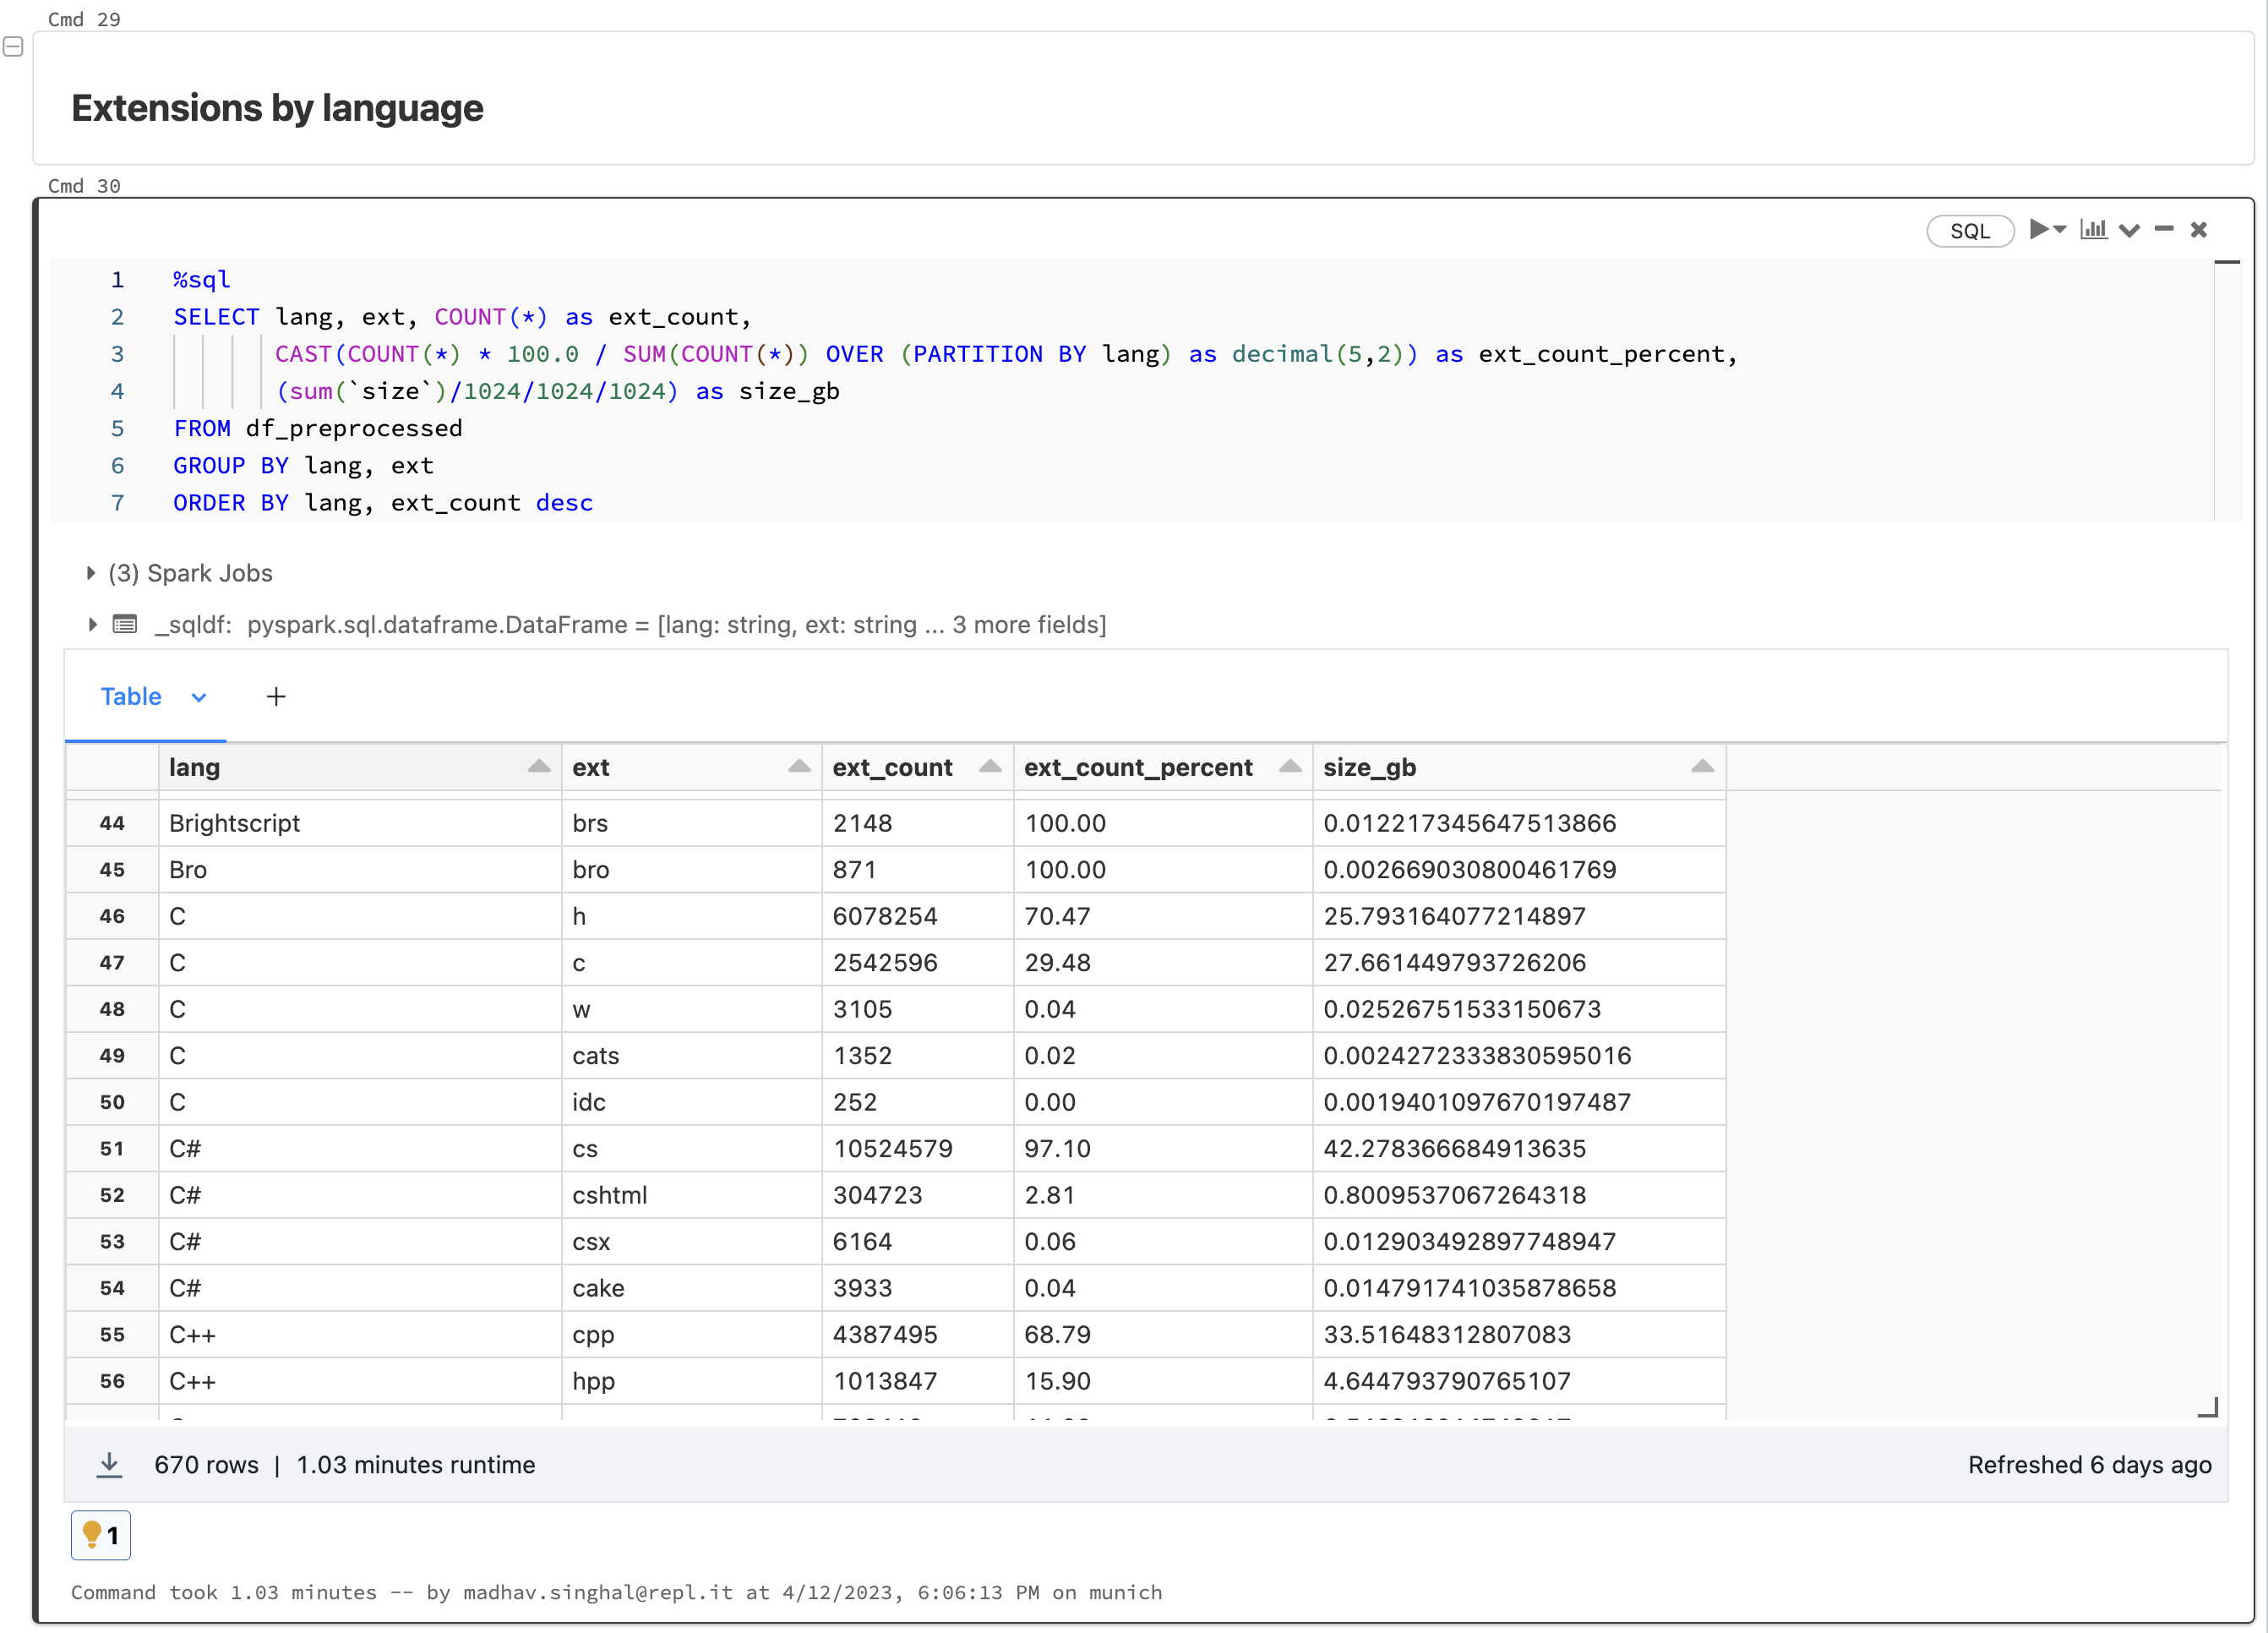 Cmd 29
Extensions by language
Cmd 30
SQL
1 %sql
2 SELECT lang, ext, COUNT(*) as ext_count,
3 CAST(COUNT(*) * 100.0 / SUM(COUNT(*)) OVER (PARTITION BY lang) as decimal(5,2)) as ext_count_percent,
4 (sum(`size`)/1024/1024/1024) as size_gb
5 FROM df_preprocessed
6 GROUP BY lang, ext
7 ORDER BY lang, ext_count desc
(3) Spark Jobs
_sqldf: pyspark.sql.dataframe.DataFrame = [lang: string, ext: string ... 3 more fields]
Table +
lang ext ext_count ext_count_percent size_gb
44 Brightscript brs 2148 100.00 0.012217345647513866
45 Bro bro 871 100.00 0.002669030800461769
46 C h 6078254 70.47 25.793164077214897
47 C c 2542596 29.48 27.661449793726206
48 C w 3105 0.04 0.02526751533150673
49 C cats 1352 0.02 0.0024272333830595016
50 C idc 252 0.00 0.0019401097670197487
51 C# cs 10524579 97.10 42.278366684913635
52 C# cshtml 304723 2.81 0.8009537067264318
53 C# csx 6164 0.06 0.012903492897748947
54 C# cake 3933 0.04 0.014791741035878658
55 C++ cpp 4387495 68.79 33.51648312807083
56 C++ hpp 1013847 15.90 4.644793790765107
670 rows | 1.03 minutes runtime Refreshed 6 days ago
1
Command took 1.03 minutes -- by madhav.singhal@repl.it at 4/12/2023, 6:06:13 PM on munich